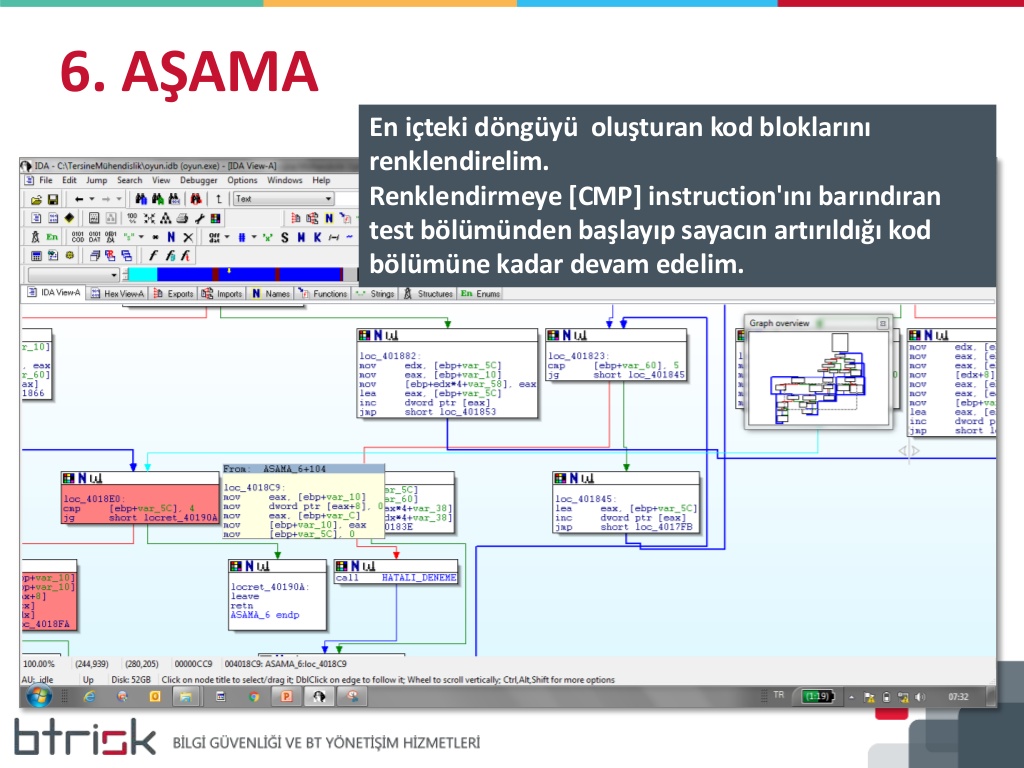 6. AŞAMA
En içteki döngüyü oluşturan kod bloklarını
renklendirelim.
Renklendirmeye [CMP] instruction'ını barındıran
test bölümünden başlayıp sayacın artırıldığı kod
bölümüne kadar devam edelim.
IDA - C:\TersineMühendislik\oyun.idb (oyun.exe) - [IDA View-A]
File Edit Jump Search View Debugger Options Windows Help
Text
IDA View-A Hex View-A Exports Imports N Names Functions Strings Structures En Enums
Graph overview
loc_401882:
mov edx, [ebp+var_5C]
mov eax, [ebp+var_10]
mov [ebp+edx*4+var_58], eax
lea eax, [ebp+var_5C]
inc dword ptr [eax]
jmp short loc_401853
loc_401823:
cmp [ebp+var_60], 5
jg short loc_401845
loc_4018E0:
cmp [ebp+var_5C], 4
jg short locret_40190A
From: ASAMA_6+104
loc_4018C9:
mov eax, [ebp+var_10]
mov dword ptr [eax+8], 0
mov eax, [ebp+var_C]
mov [ebp+var_10], eax
mov [ebp+var_5C], 0
loc_401845:
lea eax, [ebp+var_5C]
inc dword ptr [eax]
jmp short loc_4017FB
locret_40190A:
leave
retn
ASAMA_6 endp
call HATALI_DENEME
100.00% (244,939) (280,205) 00000CC9 004018C9: ASAMA_6:loc_4018C9
AU: idle Up Disk: 52GB Click on node title to select/drag it; DblClick on edge to follow it; Wheel to scroll vertically; Ctrl,Alt,Shift for more options
TR (1:19) 07:32
btrisk BİLGİ GÜVENLİĞİ VE BT YÖNETİŞİM HİZMETLERİ